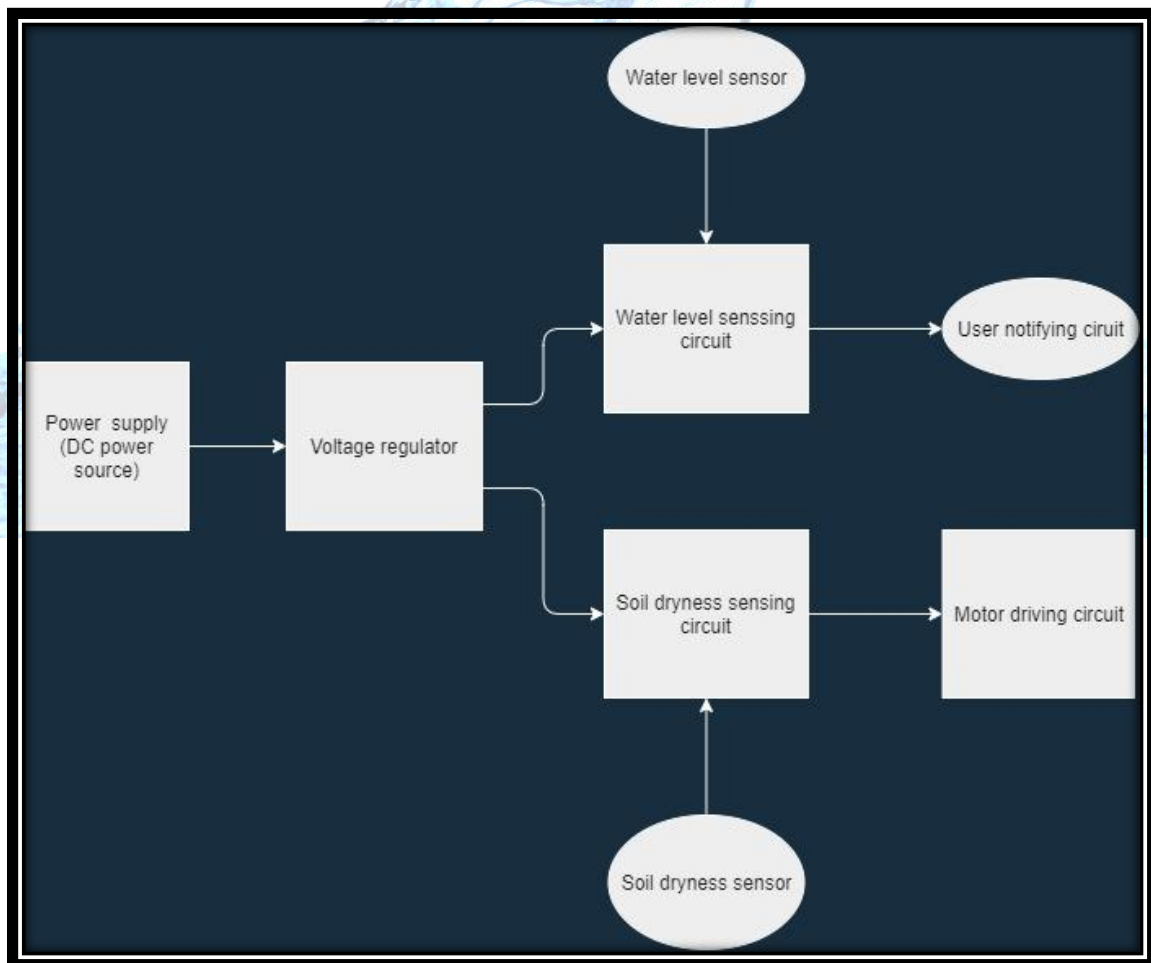 Water level sensor
Water level senssing
circuit
User notifying ciruit
Power supply
(DC power
source)
Voltage regulator
Soil dryness sensing
circuit
Motor driving circuit
Soil dryness sensor